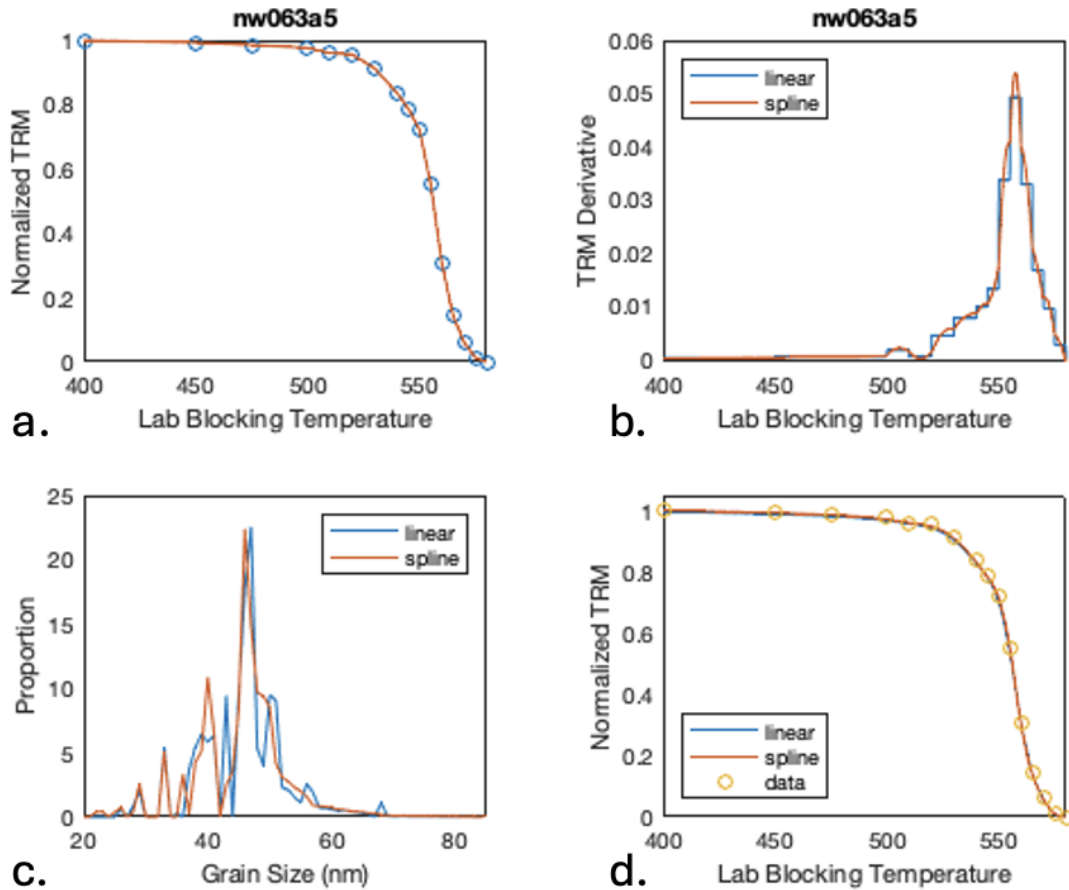 nw063a5
1
0.8
0.6
0.4
0.2
0
Normalized TRM
400 450 500 550
Lab Blocking Temperature
a.
nw063a5
0.06
0.05
0.04
0.03
0.02
0.01
0
TRM Derivative
linear
spline
400 450 500 550
Lab Blocking Temperature
b.
25
20
15
10
5
0
Proportion
linear
spline
20 40 60 80
Grain Size (nm)
c.
1
0.8
0.6
0.4
0.2
0
Normalized TRM
linear
spline
data
400 450 500 550
Lab Blocking Temperature
d.